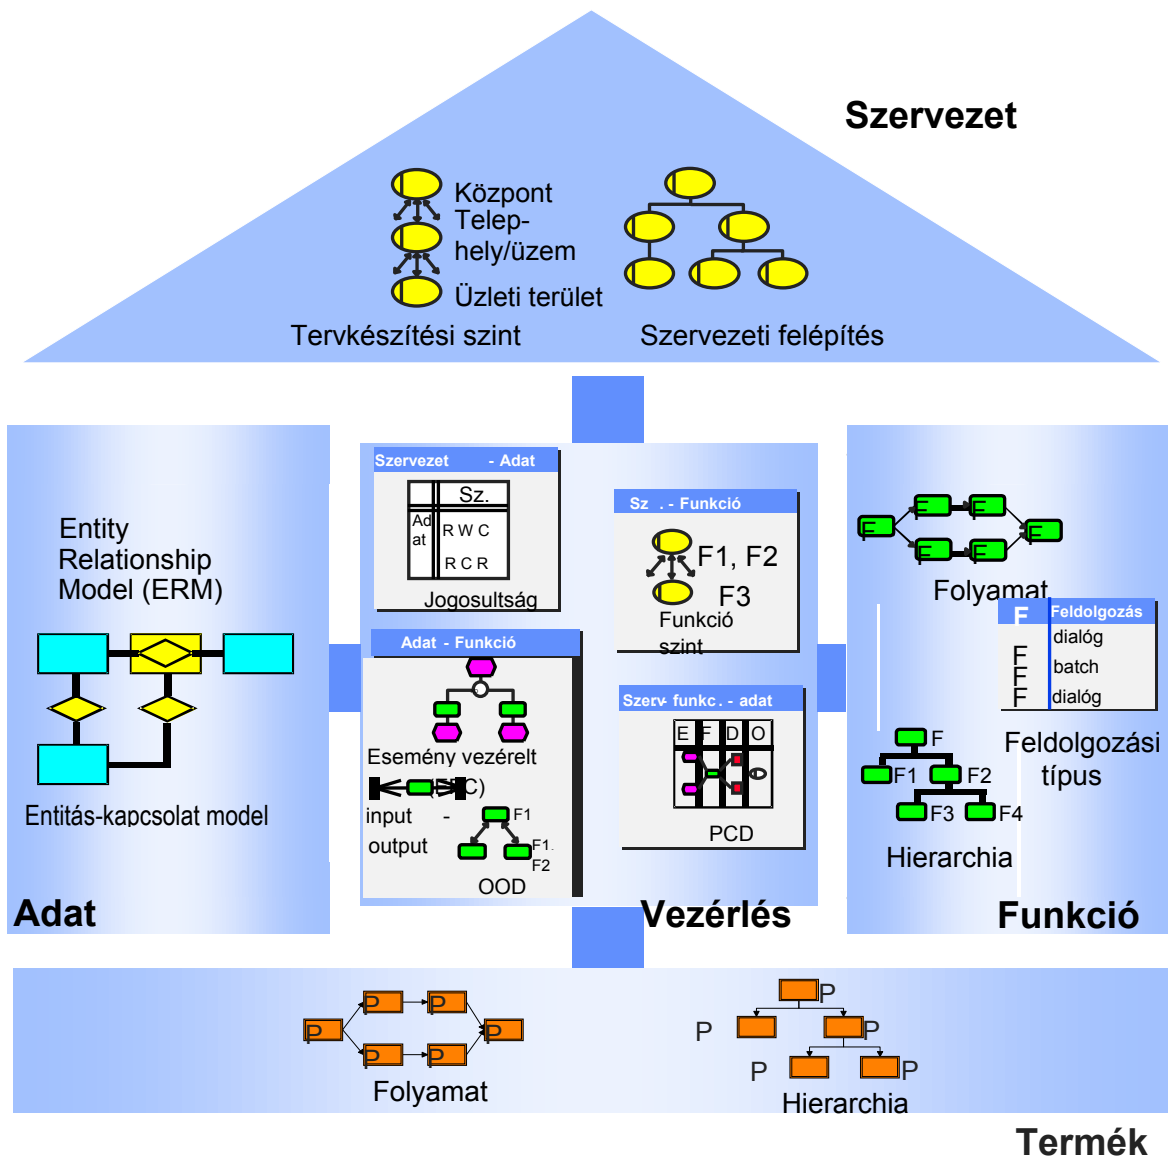 Szervezet
Központ
Telep-
hely/üzem
Üzleti terület
Tervkészítési szint
Szervezeti felépítés
Entity
Relationship
Model (ERM)
Entitás-kapcsolat model
Adat
Szervezet - Adat
Sz.
Ad
at
R W C
R C R
Jogosultság
Adat - Funkció
Esemény vezérelt
input -
output
F1
F1.
F2
OOD
Sz . - Funkció
F1, F2
F3
Funkció
szint
Szerv- funkc. - adat
E F D O
PCD
Vezérlés
F F
F F
F F
Folyamat
F Feldolgozás
F dialóg
F batch
F dialóg
Feldolgozási
típus
F
F1 F2
F3 F4
Hierarchia
Funkció
P P
P P
P P
Folyamat
P
P P
P P
Hierarchia
Termék